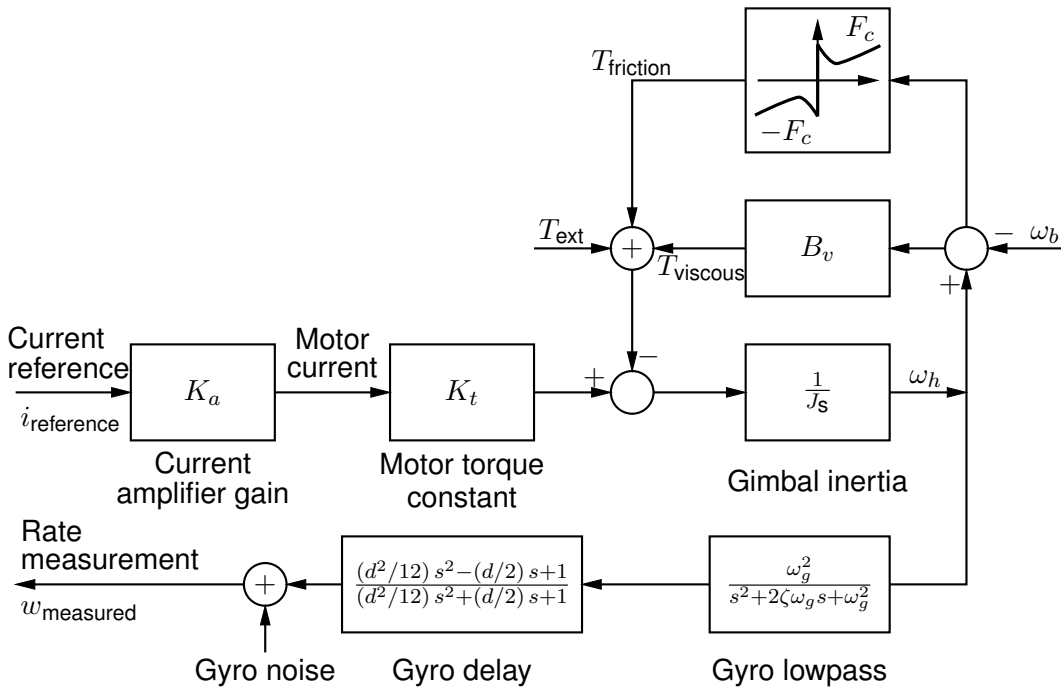 F_c
-F_c
T_friction
T_ext
+
T_viscous
B_v
−
ω_b
+
Current
reference
i_reference
K_a
Current
amplifier gain
Motor
current
K_t
Motor torque
constant
+
−
1/Js
ω_h
Gimbal inertia
Rate
measurement
w_measured
+
Gyro noise
(d²/12) s²−(d/2) s+1
(d²/12) s²+(d/2) s+1
Gyro delay
ω_g²
s²+2ζω_g s+ω_g²
Gyro lowpass